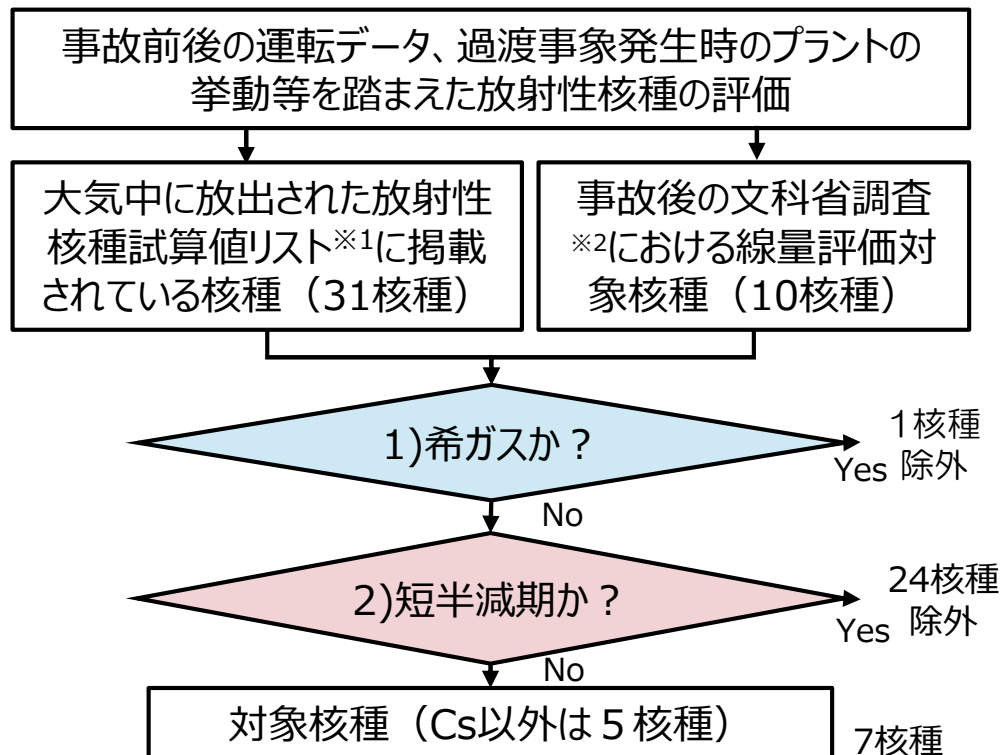 事故前後の運転データ、過渡事象発生時のプラントの
挙動等を踏まえた放射性核種の評価
大気中に放出された放射性
核種試算値リスト※1に掲載
されている核種（31核種）
事故後の文科省調査
※2における線量評価対
象核種（10核種）
1)希ガスか？
1核種
Yes 除外
No
2)短半減期か？
24核種
Yes 除外
No
対象核種（Cs以外は５核種）
7核種